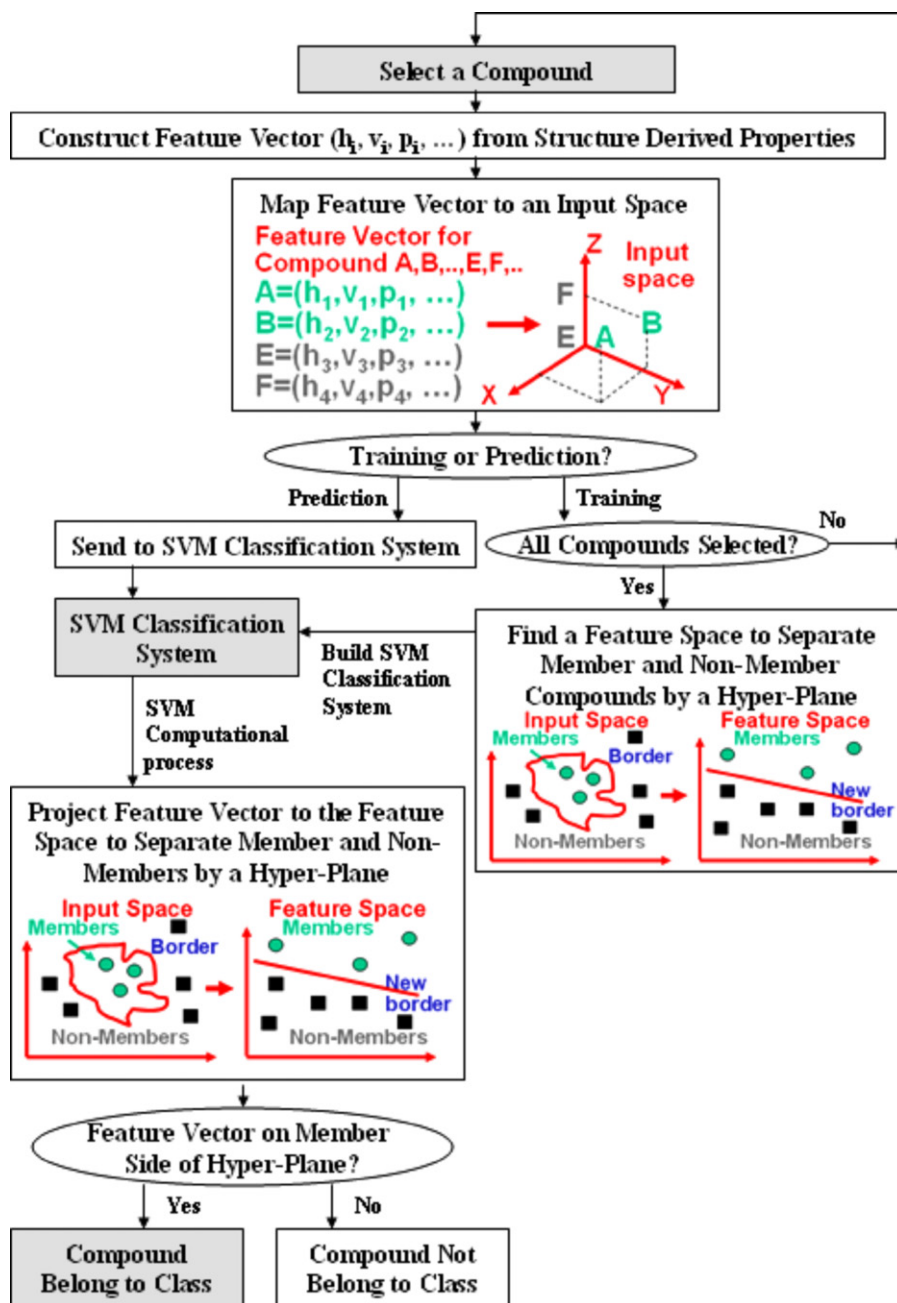 Select a Compound
Construct Feature Vector (hi, vi, pi, ...) from Structure Derived Properties
Map Feature Vector to an Input Space
Feature Vector for
Compound A,B,..,E,F,..
A=(h1,v1,p1, ...)
B=(h2,v2,p2, ...)
E=(h3,v3,p3, ...)
F=(h4,v4,p4, ...)
Z
Input
space
F
B
E
A
X
Y
Training or Prediction?
Prediction
Training
Send to SVM Classification System
All Compounds Selected?
No
Yes
SVM Classification
System
Build SVM
Classification
System
Find a Feature Space to Separate
Member and Non-Member
Compounds by a Hyper-Plane
Input Space
Members
Border
Non-Members
Feature Space
Members
New
border
Non-Members
SVM
Computational
process
Project Feature Vector to the Feature
Space to Separate Member and Non-
Members by a Hyper-Plane
Input Space
Members
Border
Non-Members
Feature Space
Members
New
border
Non-Members
Feature Vector on Member
Side of Hyper-Plane?
Yes
No
Compound
Belong to Class
Compound Not
Belong to Class